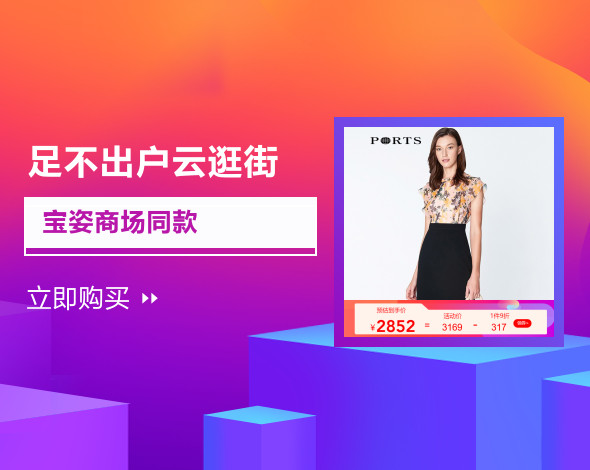 足不出户云逛街
宝姿商场同款
立即购买
PORTS
预估到手价 活动价 1件9折
¥2852 = 3169 - 317